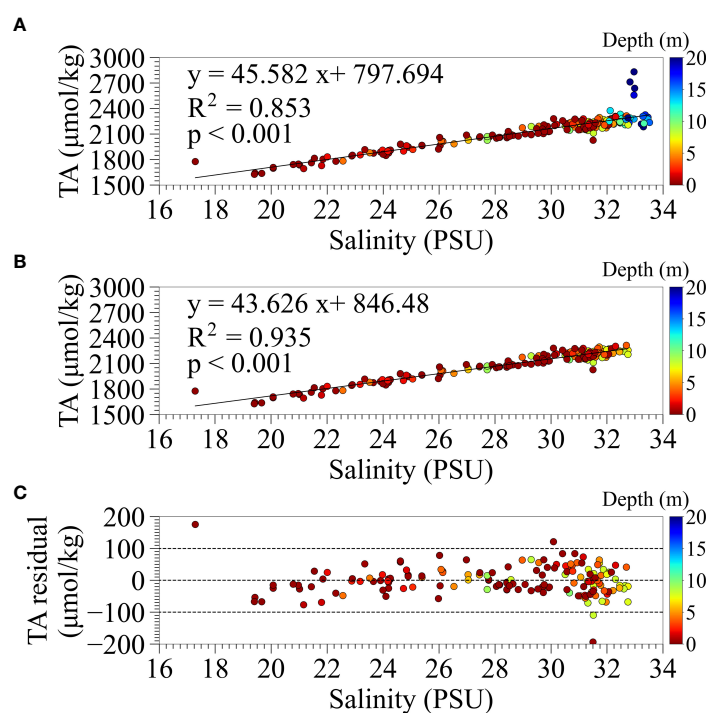 A
Depth (m)
3000
2700
2400
2100
1800
1500
TA (μmol/kg)
y = 45.582 x+ 797.694
R² = 0.853
p < 0.001
20
15
10
5
0
16 18 20 22 24 26 28 30 32 34
Salinity (PSU)
B
Depth (m)
3000
2700
2400
2100
1800
1500
TA (μmol/kg)
y = 43.626 x+ 846.48
R² = 0.935
p < 0.001
20
15
10
5
0
16 18 20 22 24 26 28 30 32 34
Salinity (PSU)
C
Depth (m)
200
100
0
−100
−200
TA residual
(μmol/kg)
20
15
10
5
0
16 18 20 22 24 26 28 30 32 34
Salinity (PSU)